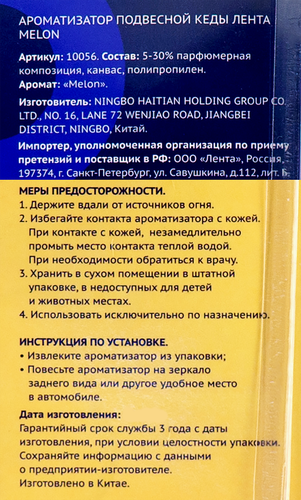 АРОМАТИЗАТОР ПОДВЕСНОЙ КЕДЫ ЛЕНТА
MELON
Артикул: 10056. Состав: 5-30% парфюмерная
композиция, канвас, полипропилен.
Аромат: «Melon».
Изготовитель: NINGBO HAITIAN HOLDING GROUP CO.
LTD., NO. 16, LANE 72 WENJIAO ROAD, JIANGBEI
DISTRICT, NINGBO, Китай.
Импортер, уполномоченная организация по приему
претензий и поставщик в РФ: ООО «Лента», Россия,
197374, г. Санкт-Петербург, ул. Савушкина, д.112, лит. Б.
МЕРЫ ПРЕДОСТОРОЖНОСТИ.
1. Держите вдали от источников огня.
2. Избегайте контакта ароматизатора с кожей.
При контакте с кожей, незамедлительно
промыть место контакта теплой водой.
При необходимости обратиться к врачу.
3. Хранить в сухом помещении в штатной
упаковке, в недоступных для детей
и животных местах.
4. Использовать исключительно по назначению.
ИНСТРУКЦИЯ ПО УСТАНОВКЕ.
• Извлеките ароматизатор из упаковки;
• Повесьте ароматизатор на зеркало
заднего вида или другое удобное место
в автомобиле.
Дата изготовления:
Гарантийный срок службы 3 года с даты
изготовления, при условии целостности упаковки.
Сохраняйте информацию с данными
о предприятии-изготовителе.
Изготовлено в Китае.